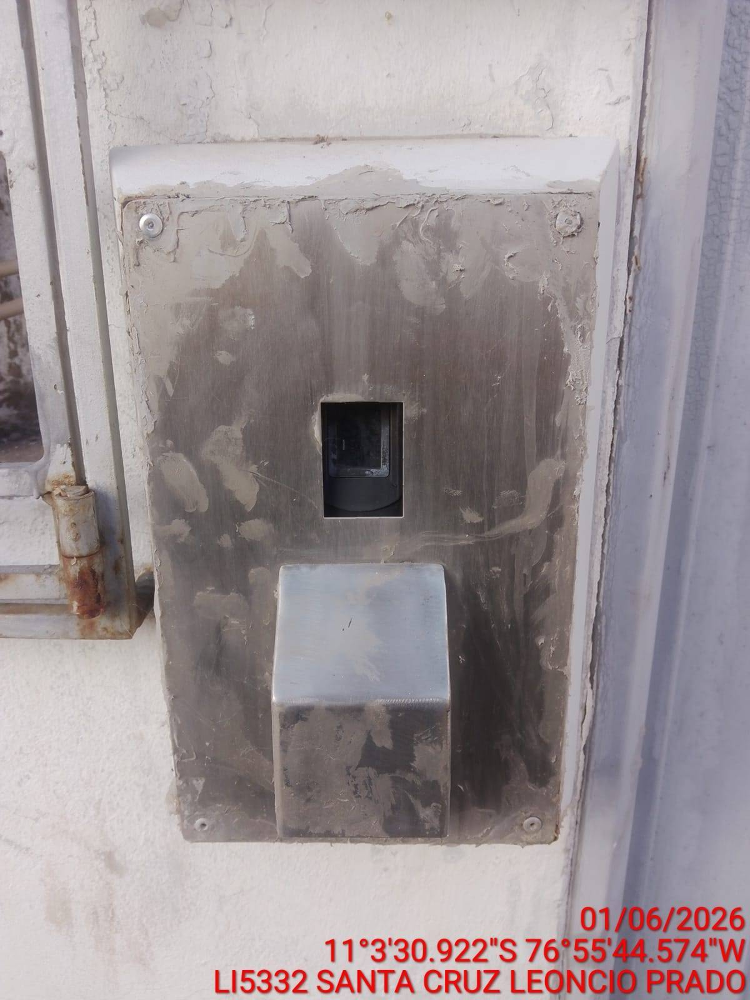 01/06/2026
11°3'30.922"S 76°55'44.574"W
LI5332 SANTA CRUZ LEONCIO PRADO